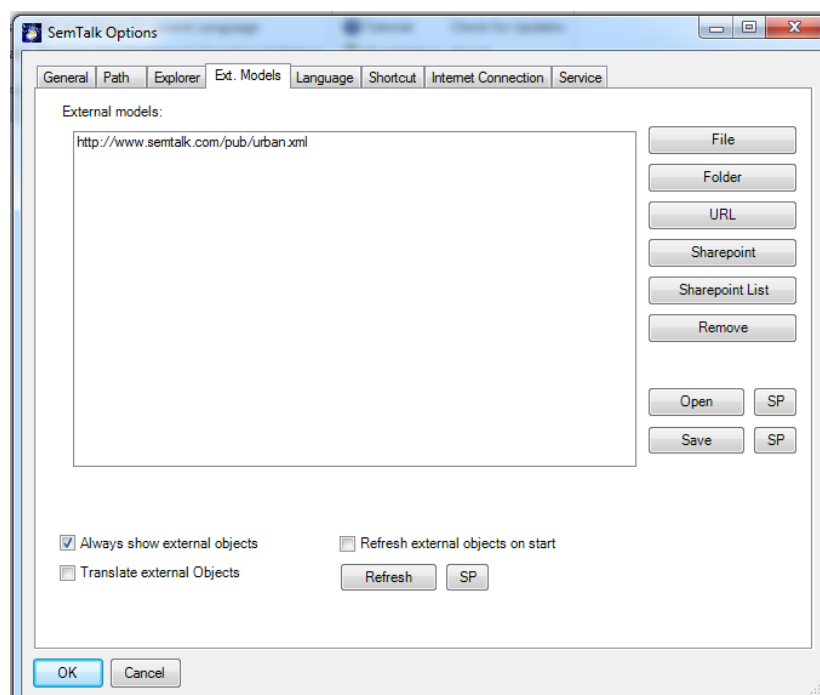 SemTalk Options
General Path Explorer Ext. Models Language Shortcut Internet Connection Service
External models:
http://www.semtalk.com/pub/urban.xml
File
Folder
URL
Sharepoint
Sharepoint List
Remove
Open SP
Save SP
Always show external objects
Refresh external objects on start
Translate external Objects
Refresh SP
OK Cancel